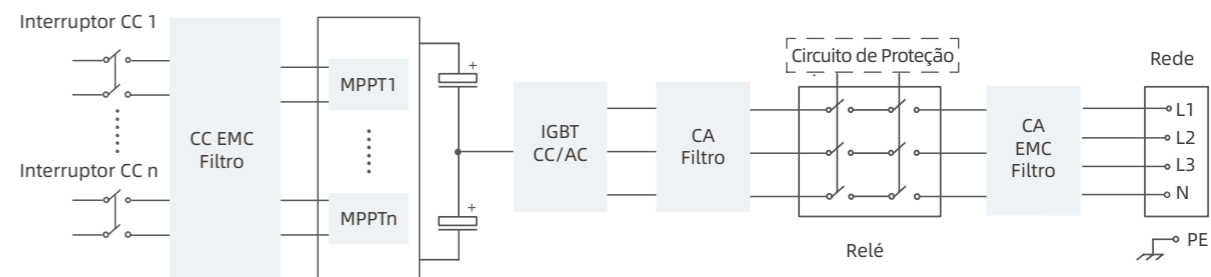 Interruptor CC 1
Interruptor CC n
CC EMC
Filtro
MPPT1
MPPTn
+
+
IGBT
CC/AC
CA
Filtro
Circuito de Proteção
Relé
CA
EMC
Filtro
Rede
L1
L2
L3
N
PE